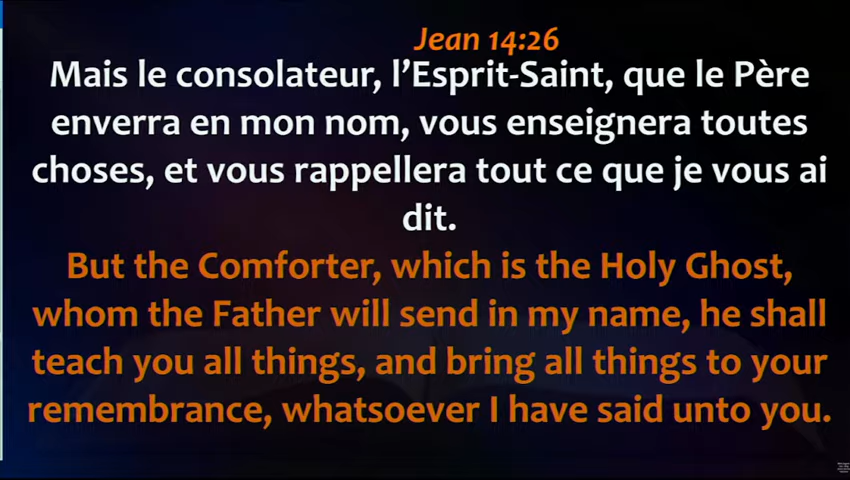 Jean 14:26
Mais le consolateur, l’Esprit-Saint, que le Père
enverra en mon nom, vous enseignera toutes
choses, et vous rappellera tout ce que je vous ai
dit.
But the Comforter, which is the Holy Ghost,
whom the Father will send in my name, he shall
teach you all things, and bring all things to your
remembrance, whatsoever I have said unto you.